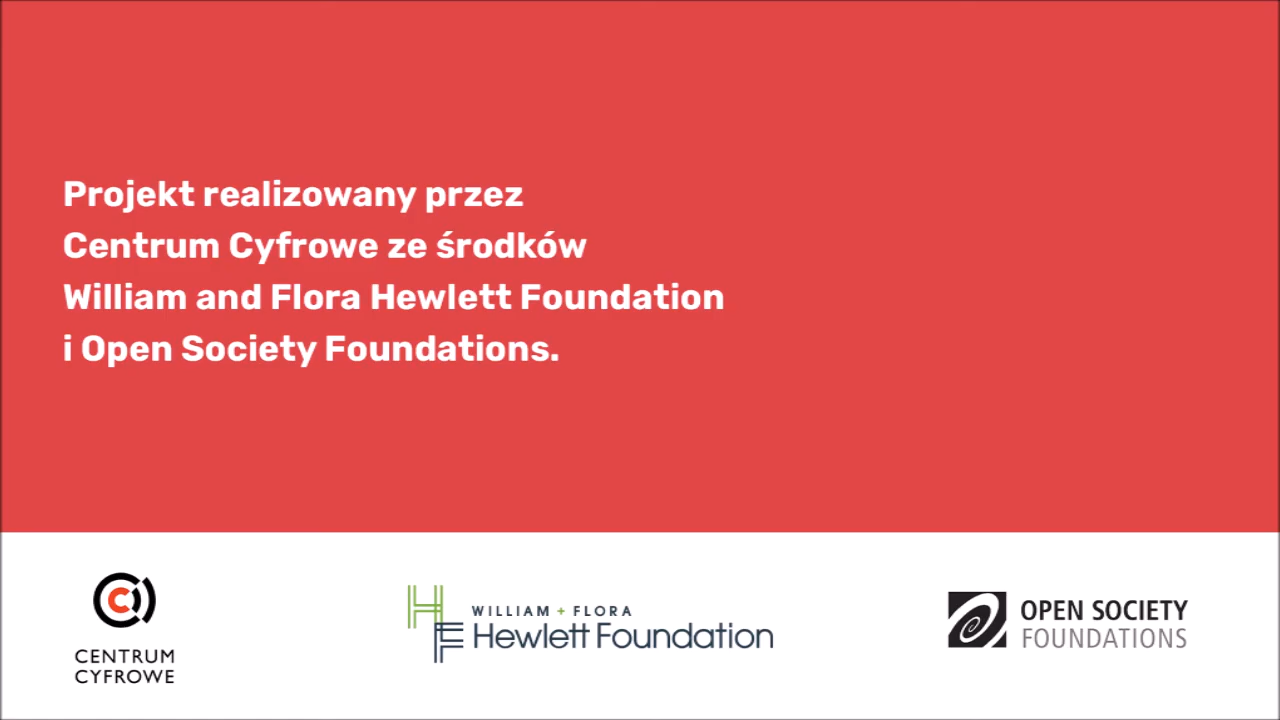 Projekt realizowany przez
Centrum Cyfrowe ze środków
William and Flora Hewlett Foundation
i Open Society Foundations.
CENTRUM
CYFROWE
WILLIAM + FLORA
Hewlett Foundation
OPEN SOCIETY
FOUNDATIONS